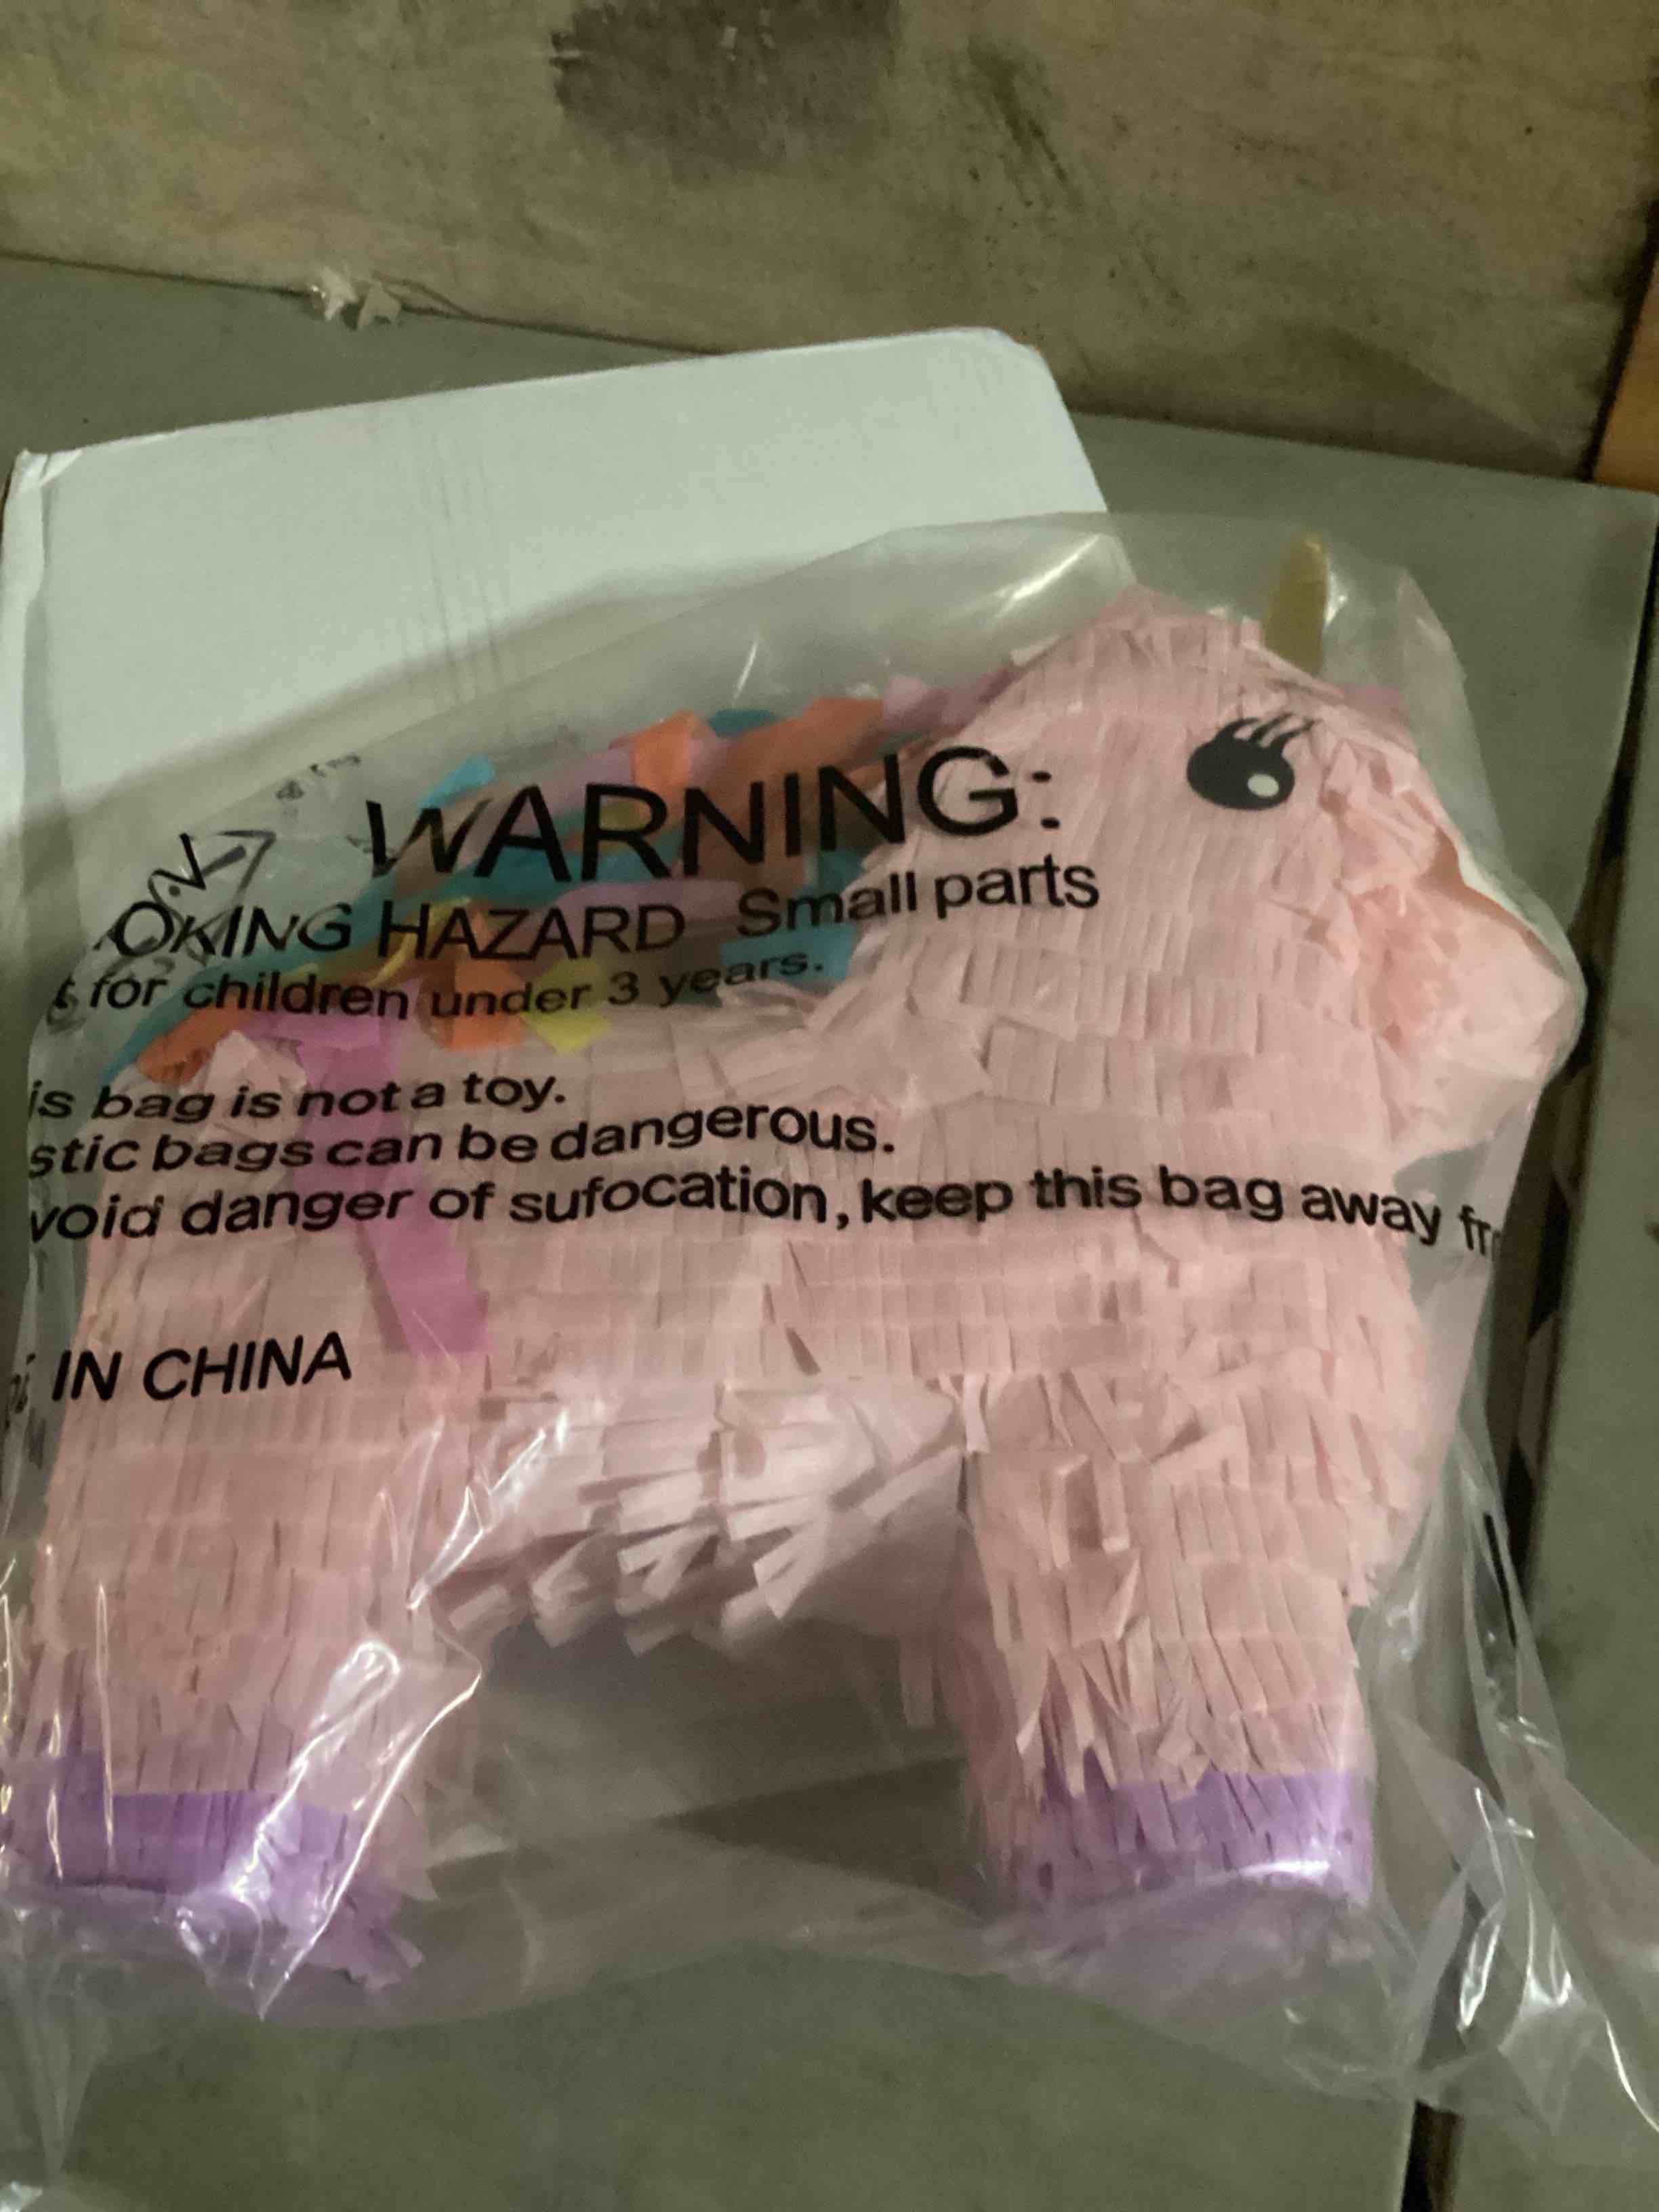 WARNING:
OKING HAZARD Small parts
for children under 3 years.
is bag is not a toy.
stic bags can be dangerous.
void danger of sufocation, keep this bag away fr
IN CHINA